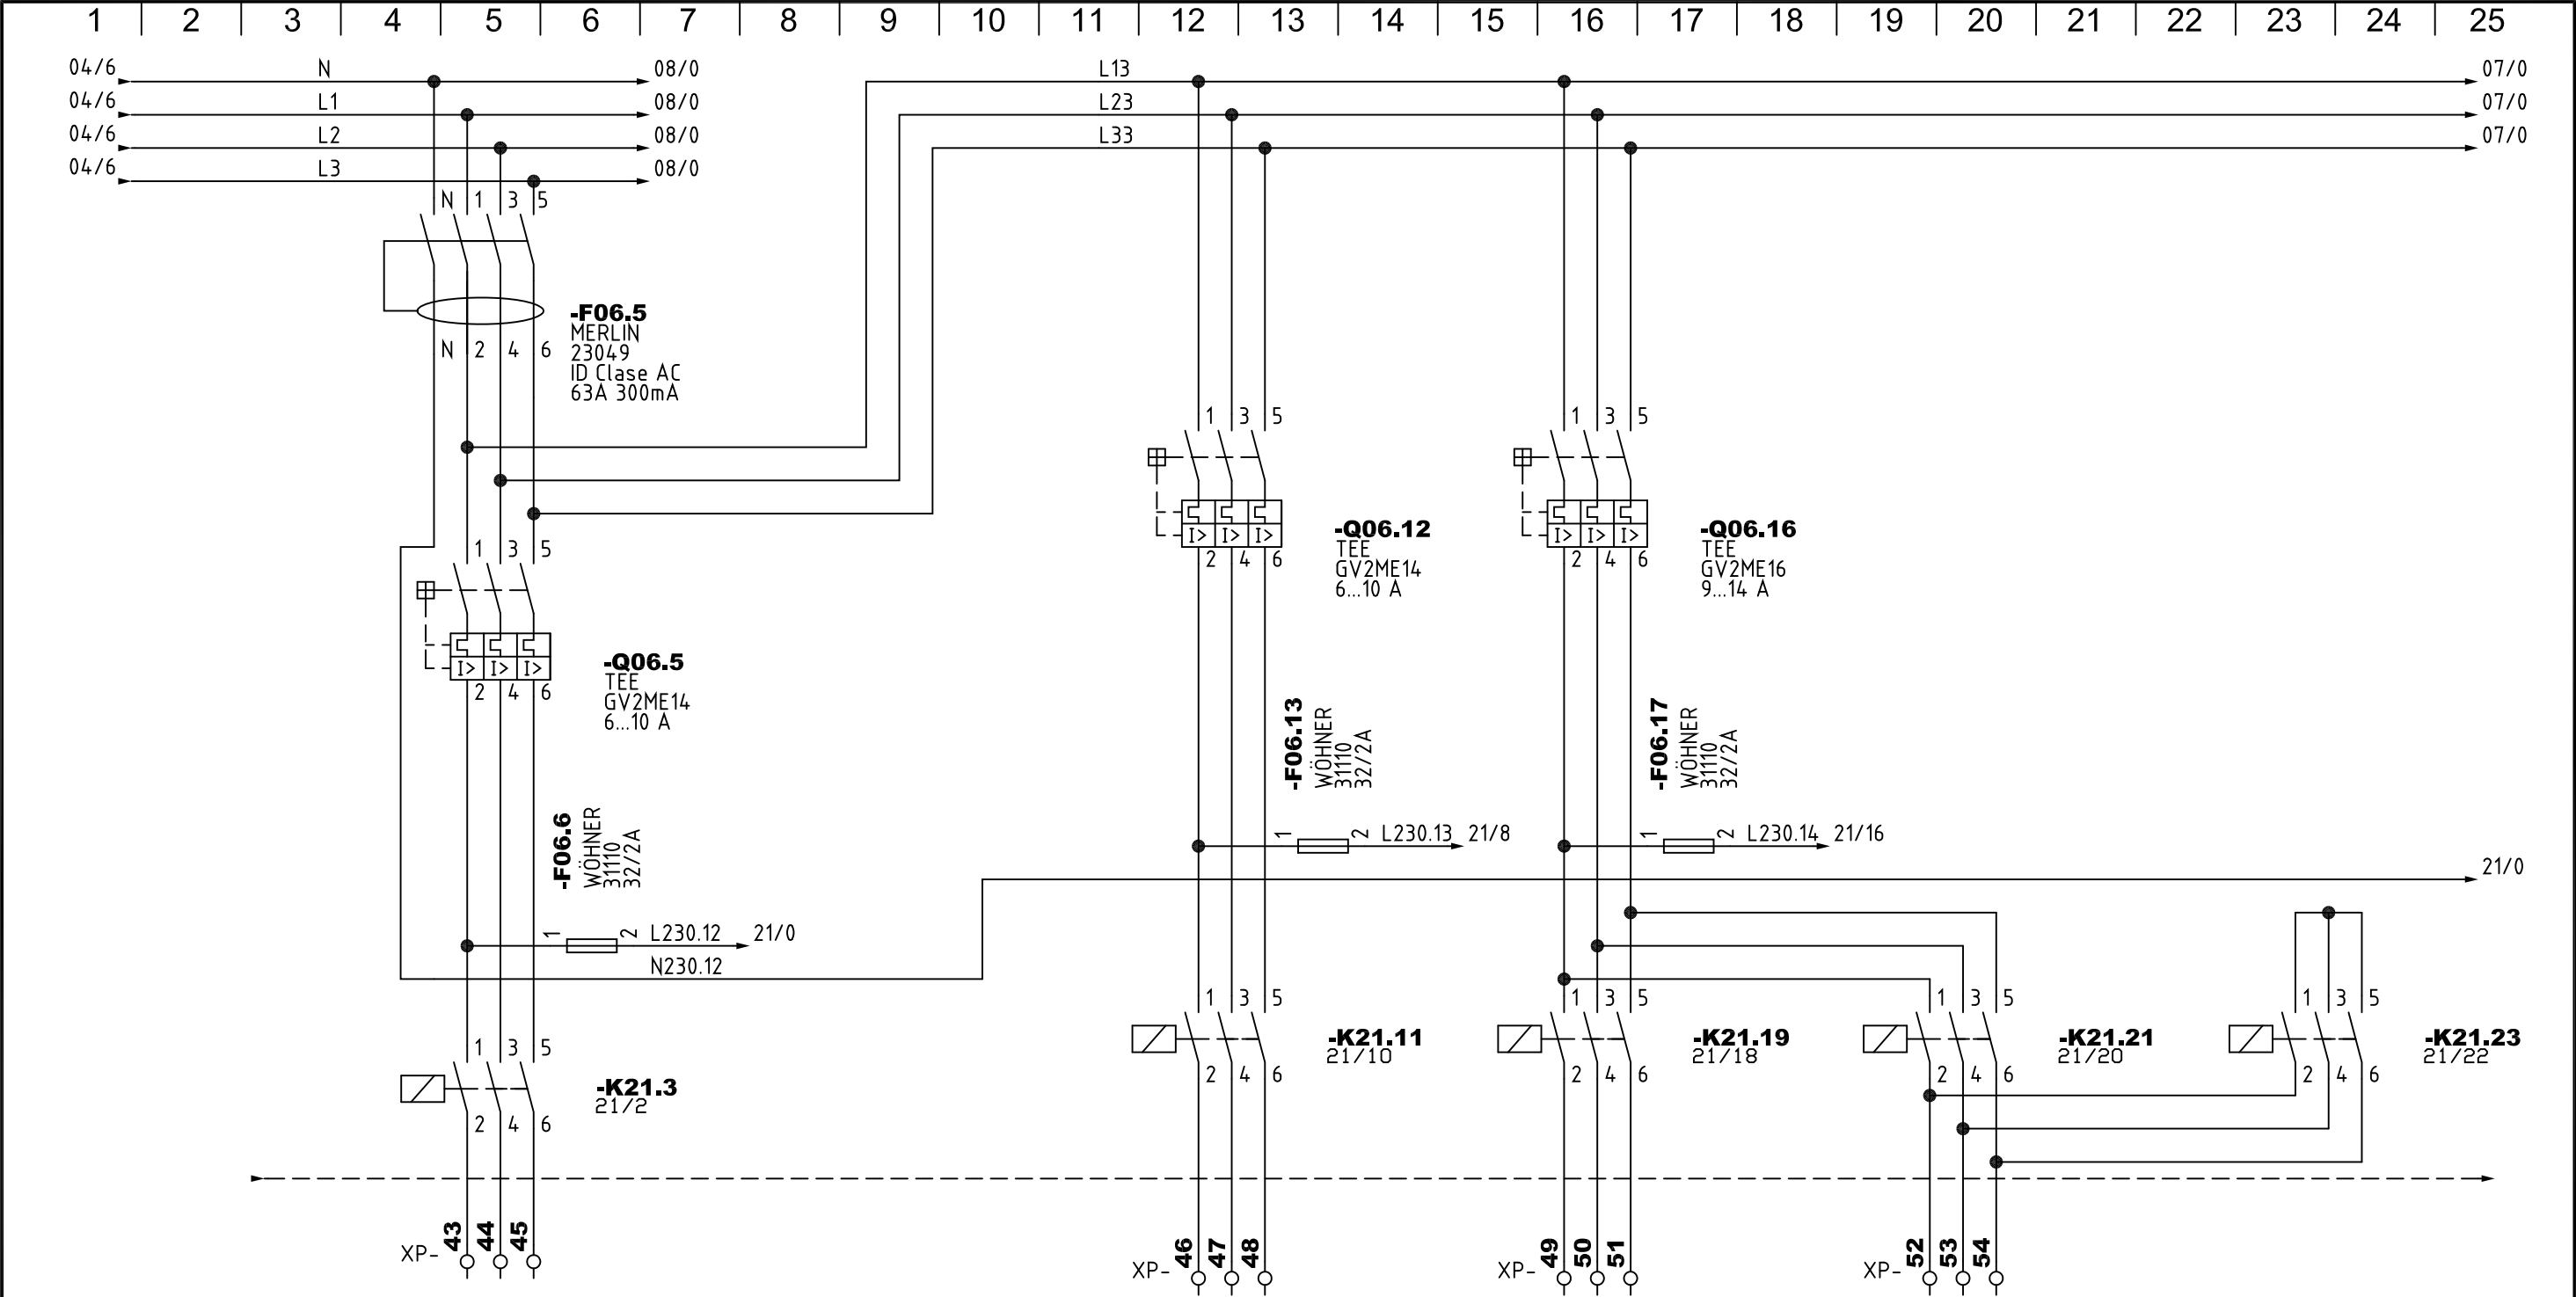 1 2 3 4 5 6 7 8 9 10 11 12 13 14 15 16 17 18 19 20 21 22 23 24 25
04/6 N 08/0 L13 07/0
04/6 L1 08/0 L23 07/0
04/6 L2 08/0 L33 07/0
04/6 L3 08/0
N 1 3 5
-F06.5
MERLIN
23049
ID Clase AC
63A 300mA
N 2 4 6
1 3 5
1 3 5
-Q06.12
TEE
GV2ME14
6...10 A
I> I> I>
2 4 6
-Q06.16
TEE
GV2ME16
9...14 A
I> I> I>
2 4 6
1 3 5
-Q06.5
TEE
GV2ME14
6...10 A
I> I> I>
2 4 6
-F06.13
WÖHNER
31110
32/2A
-F06.17
WÖHNER
31110
32/2A
-F06.6
WÖHNER
31110
32/2A
1 2 L230.13 21/8
1 2 L230.14 21/16
21/0
1 2 L230.12 21/0
N230.12
1 3 5
1 3 5
1 3 5
1 3 5
-K21.11
21/10
-K21.19
21/18
-K21.21
21/20
-K21.23
21/22
2 4 6
2 4 6
2 4 6
2 4 6
1 3 5
-K21.3
21/2
2 4 6
XP- 43 44 45
XP- 46 47 48
XP- 49 50 51
XP- 52 53 54